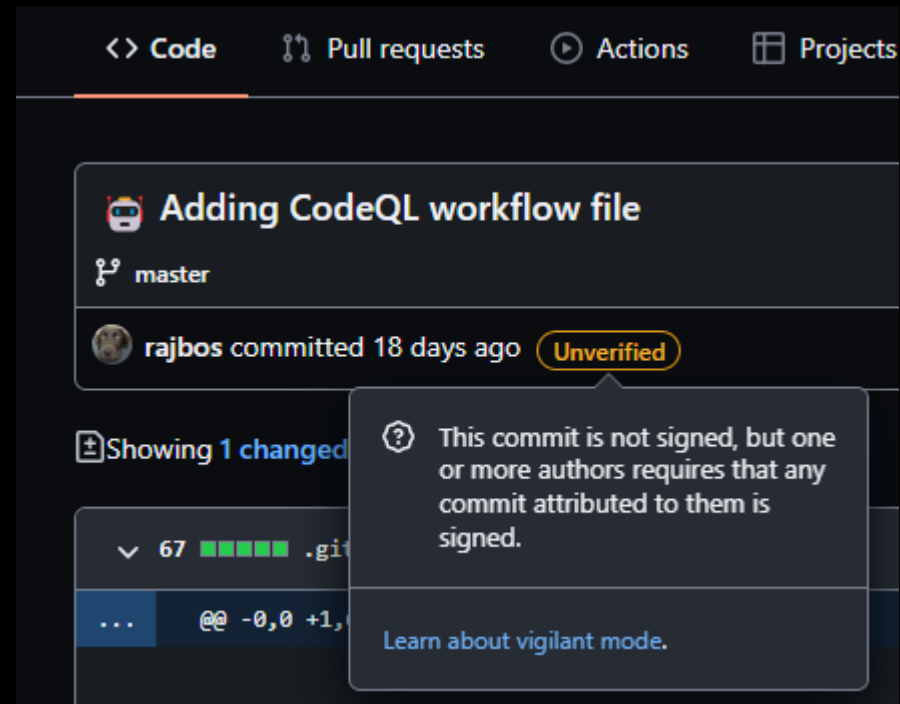 <> Code Pull requests Actions Projects
Adding CodeQL workflow file
master
rajbos committed 18 days ago Unverified
This commit is not signed, but one
or more authors requires that any
commit attributed to them is
signed.
Showing 1 changed
67 .git
... @@ -0,0 +1,
Learn about vigilant mode.